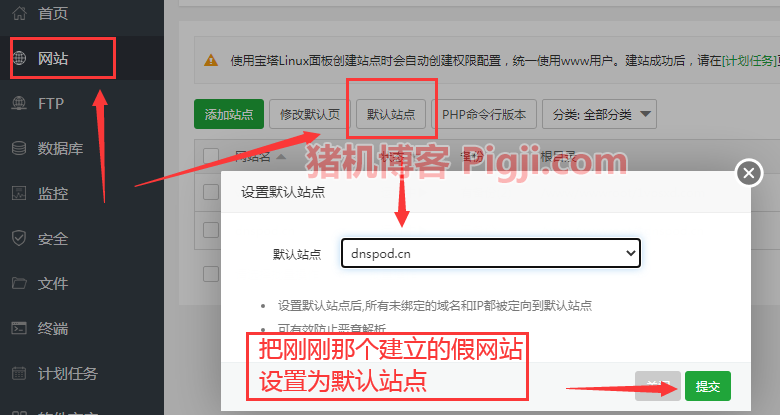 首页
网站
FTP
数据库
监控
安全
文件
终端
计划任务
使用宝塔Linux面板创建站点时会自动创建权限配置，统一使用www用户。建站成功后，请在[计划任务]
添加站点 修改默认页 默认站点 PHP命令行版本 分类: 全部分类
网站名 备份 根目录
猪机博客 Pigji.com
设置默认站点
默认站点 dnspod.cn
设置默认站点后,所有未绑定的域名和IP都被定向到默认站点
可有效防止恶意解析
把刚刚那个建立的假网站
设置为默认站点
提交